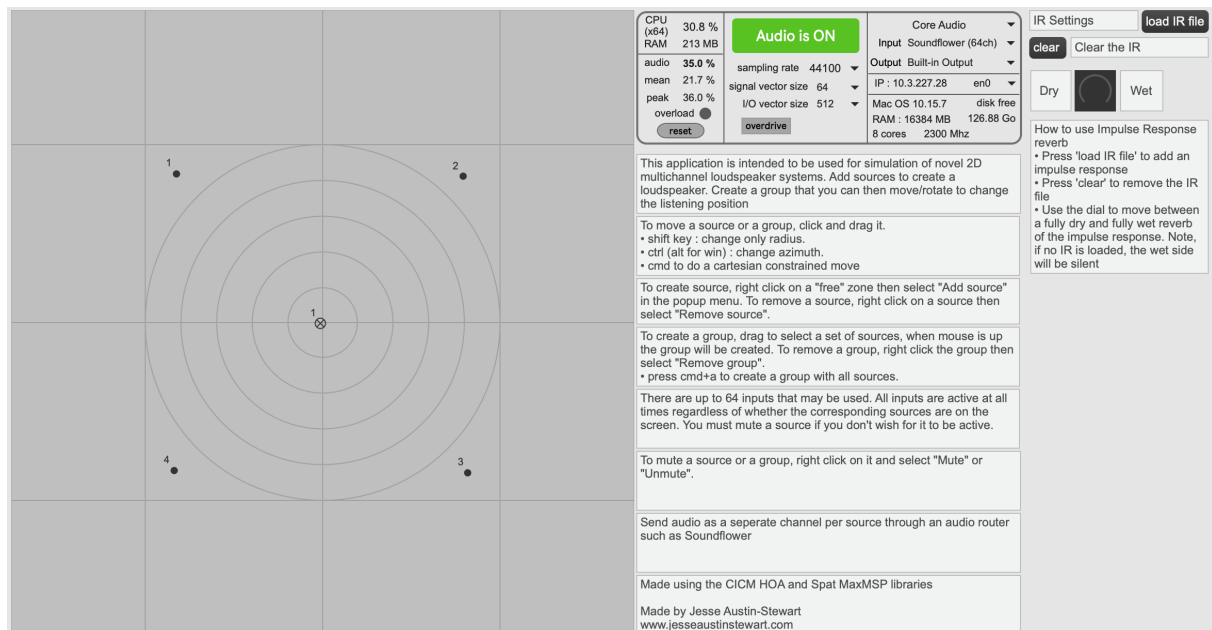 1
2
1
4
3
CPU (x64) 30.8 %
RAM 213 MB
audio 35.0 %
mean 21.7 %
peak 36.0 %
overload
reset
Audio is ON
sampling rate 44100
signal vector size 64
I/O vector size 512
overdrive
Core Audio
Input Soundflower (64ch)
Output Built-in Output
IP : 10.3.227.28 en0
Mac OS 10.15.7 disk free
RAM : 16384 MB 126.88 Go
8 cores 2300 Mhz
This application is intended to be used for simulation of novel 2D
multichannel loudspeaker systems. Add sources to create a
loudspeaker. Create a group that you can then move/rotate to change
the listening position
To move a source or a group, click and drag it.
• shift key : change only radius.
• ctrl (alt for win) : change azimuth.
• cmd to do a cartesian constrained move
To create source, right click on a "free" zone then select "Add source"
in the popup menu. To remove a source, right click on a source then
select "Remove source".
To create a group, drag to select a set of sources, when mouse is up
the group will be created. To remove a group, right click the group then
select "Remove group".
• press cmd+a to create a group with all sources.
There are up to 64 inputs that may be used. All inputs are active at all
times regardless of whether the corresponding sources are on the
screen. You must mute a source if you don't wish for it to be active.
To mute a source or a group, right click on it and select "Mute" or
"Unmute".
Send audio as a seperate channel per source through an audio router
such as Soundflower
Made using the CICM HOA and Spat MaxMSP libraries
Made by Jesse Austin-Stewart
www.jesseaustinstewart.com
IR Settings
load IR file
clear
Clear the IR
Dry
Wet
How to use Impulse Response
reverb
• Press 'load IR file' to add an
impulse response
• Press 'clear' to remove the IR
file
• Use the dial to move between
a fully dry and fully wet reverb
of the impulse response. Note,
if no IR is loaded, the wet side
will be silent